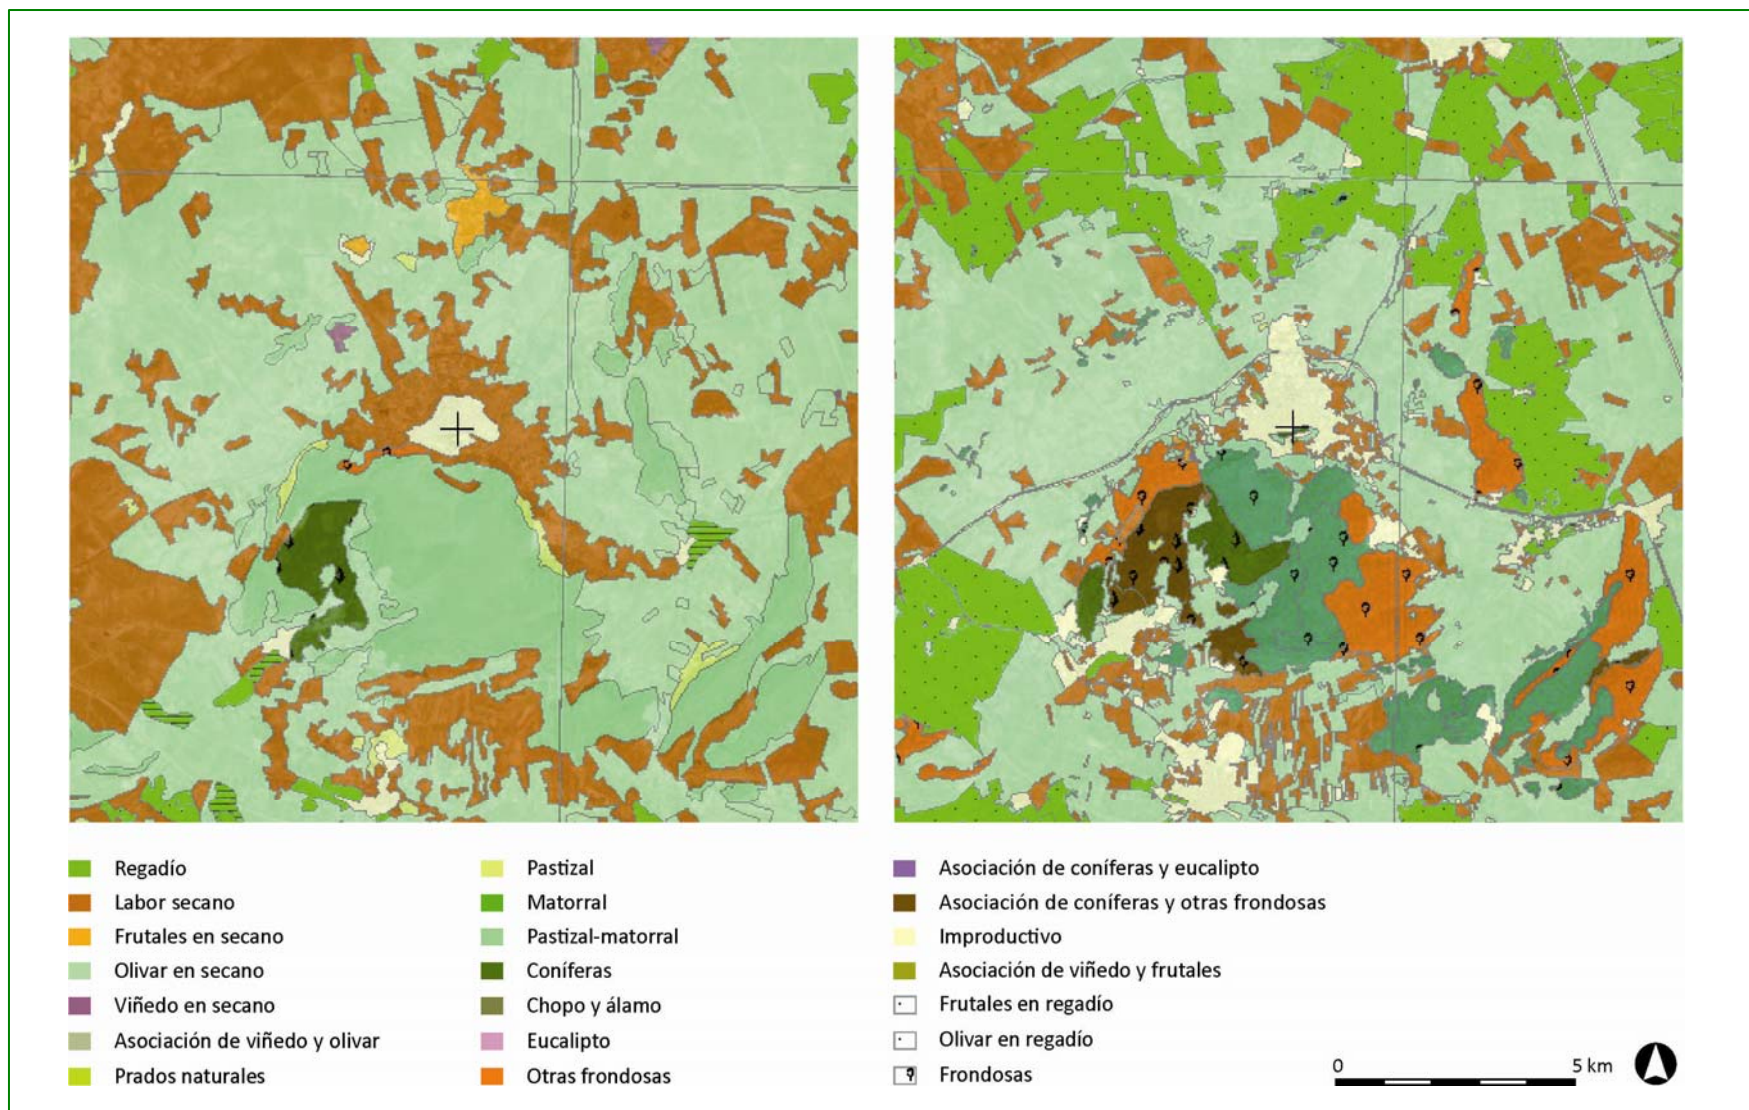 Regadío
Labor secano
Frutales en secano
Olivar en secano
Viñedo en secano
Asociación de viñedo y olivar
Prados naturales
Pastizal
Matorral
Pastizal-matorral
Coníferas
Chopo y álamo
Eucalipto
Otras frondosas
Asociación de coníferas y eucalipto
Asociación de coníferas y otras frondosas
Improductivo
Asociación de viñedo y frutales
Frutales en regadío
Olivar en regadío
Frondosas
0 5 km